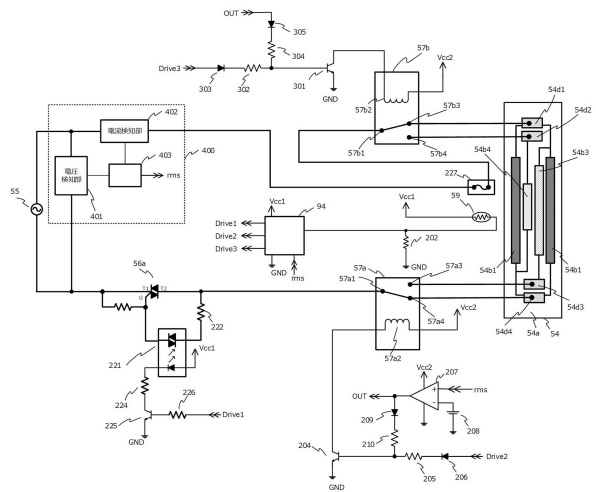 OUT
305
304
Drive3
303
302
301
GND
57b
Vcc2
57b2
57b3
57b1
57b4
54d1
54d2
54b3
54b4
402
電流検知部
403
400
電圧
検知部
rms
401
55
227
Vcc1
59
Vcc1
94
Drive1
Drive2
Drive3
202
GND
GND
rms
54b1
54b1
56a
T1
T2
G
57a
57a3
57a1
57a4
Vcc2
57a2
54d3
54d4
54a
54
222
221
Vcc1
224
226
225
Drive1
GND
Vcc2
207
OUT
rms
209
208
210
204
Drive2
205
206
GND